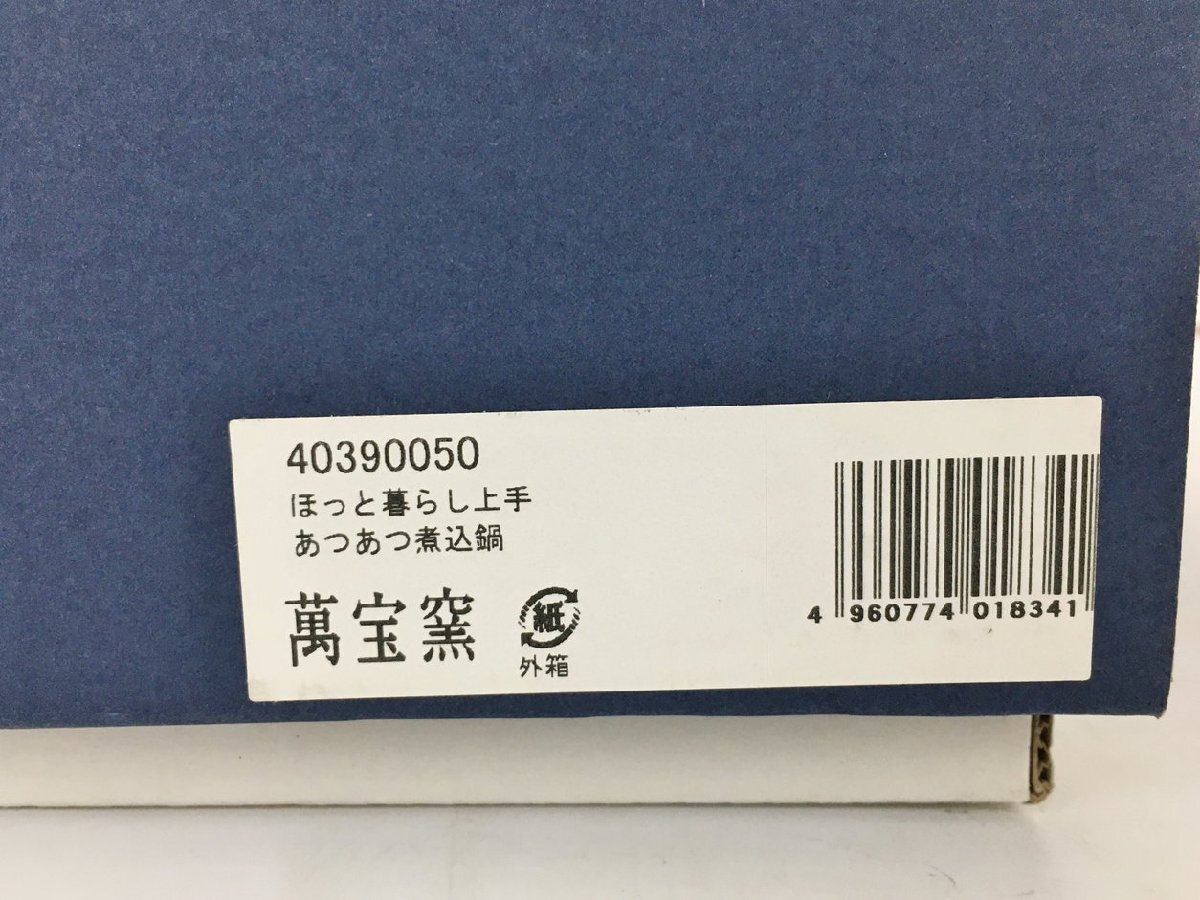 40390050
ほっと暮らし上手
あつあつ煮込鍋
萬宝窯
紙
外箱
4 960774 018341